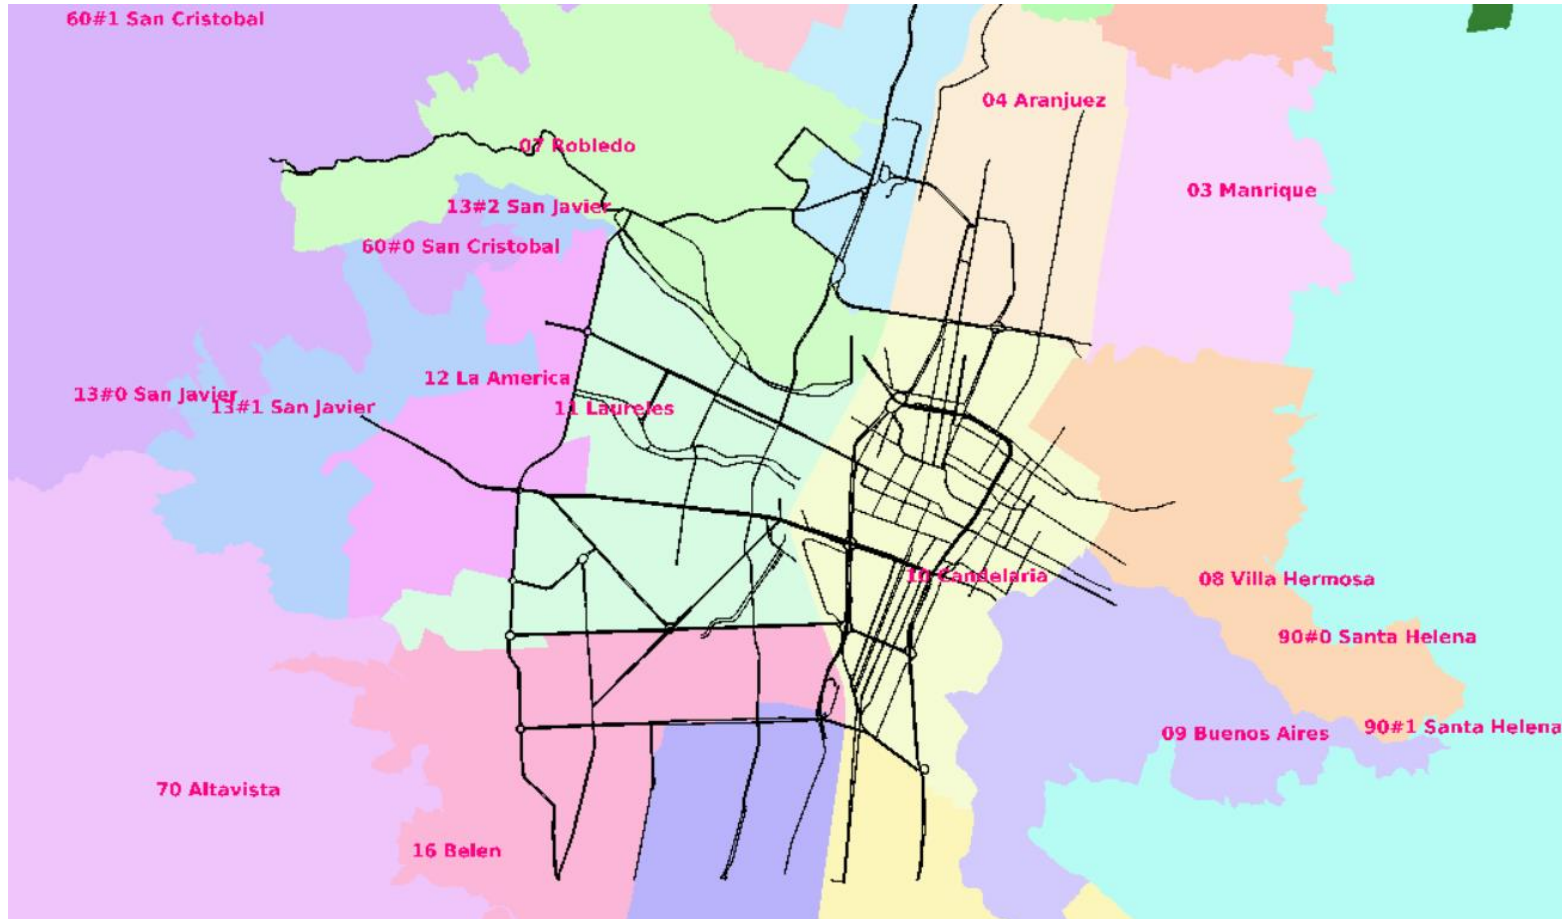 60#1 San Cristobal
04 Aranjuez
07 Robledo
03 Manrique
13#2 San Javier
60#0 San Cristobal
12 La America
13#0 San Javier
13#1 San Javier
11 Laureles
10 Candelaria
08 Villa Hermosa
90#0 Santa Helena
90#1 Santa Helena
09 Buenos Aires
70 Altavista
16 Belen